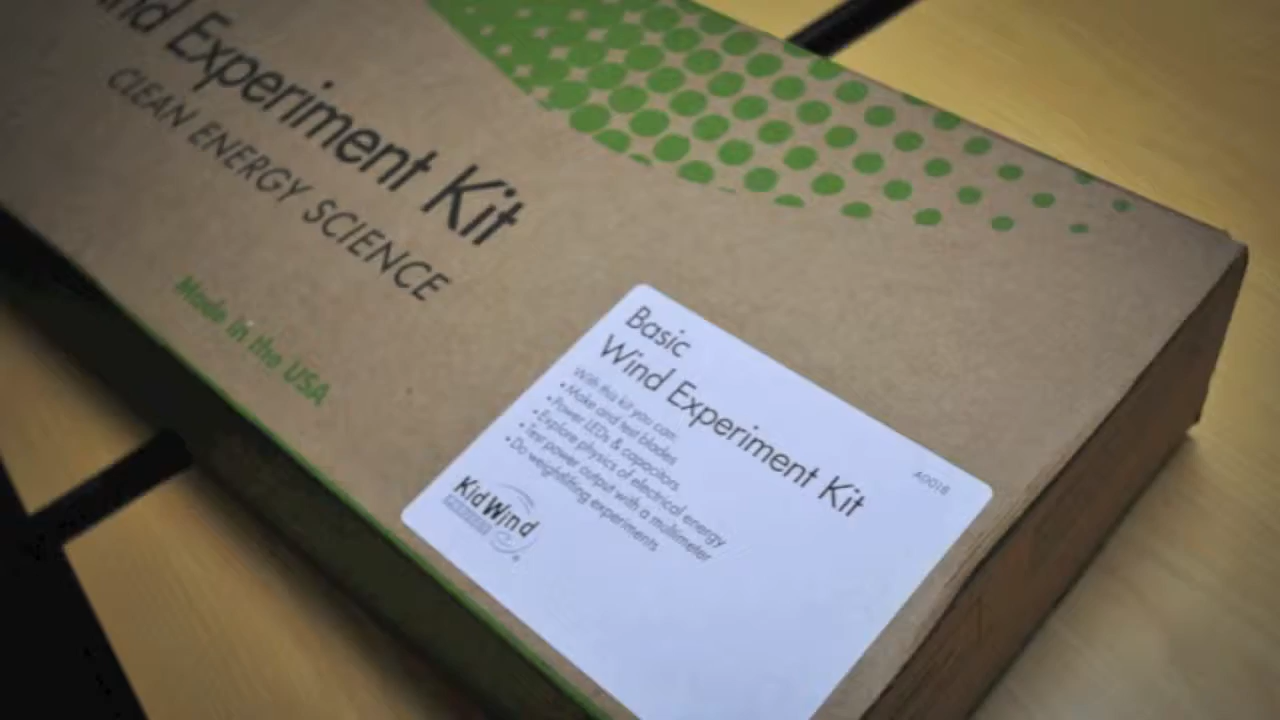 Experiment Kit
CLEAN ENERGY SCIENCE
Made in the USA
Basic
Wind Experiment Kit
With this kit you can:
• Make and test blades
• Power LEDs & capacitors
• Explore physics of electrical energy
• Test power output with a multimeter
• Do weightlifting experiments
A0018
KidWind